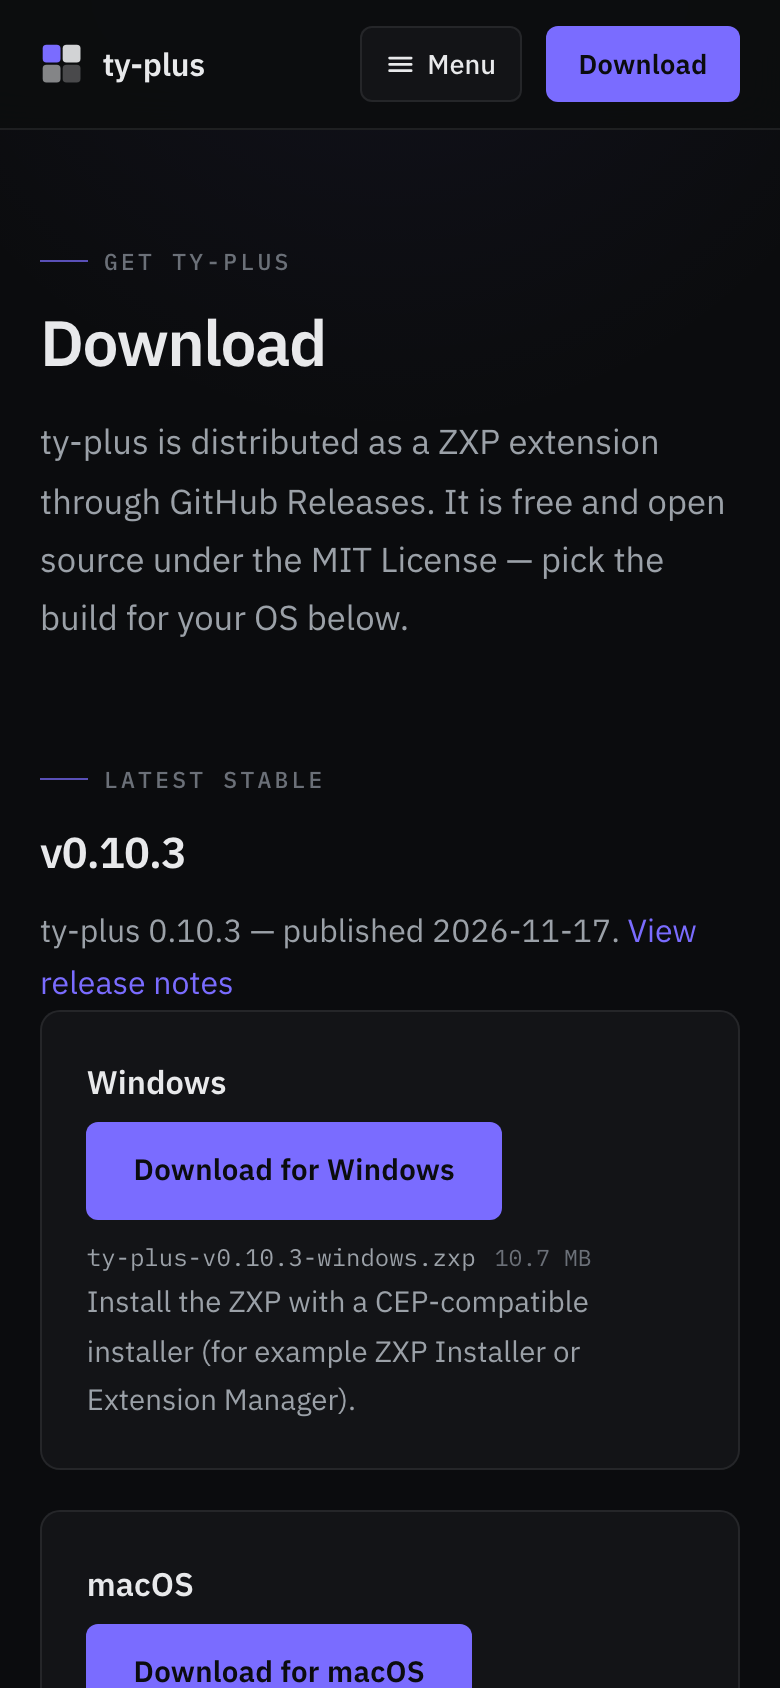 ty-plus
Menu
Download
GET TY-PLUS
Download
ty-plus is distributed as a ZXP extension
through GitHub Releases. It is free and open
source under the MIT License — pick the
build for your OS below.
LATEST STABLE
v0.10.3
ty-plus 0.10.3 — published 2026-11-17. View
release notes
Windows
Download for Windows
ty-plus-v0.10.3-windows.zxp 10.7 MB
Install the ZXP with a CEP-compatible
installer (for example ZXP Installer or
Extension Manager).
macOS
Download for macOS